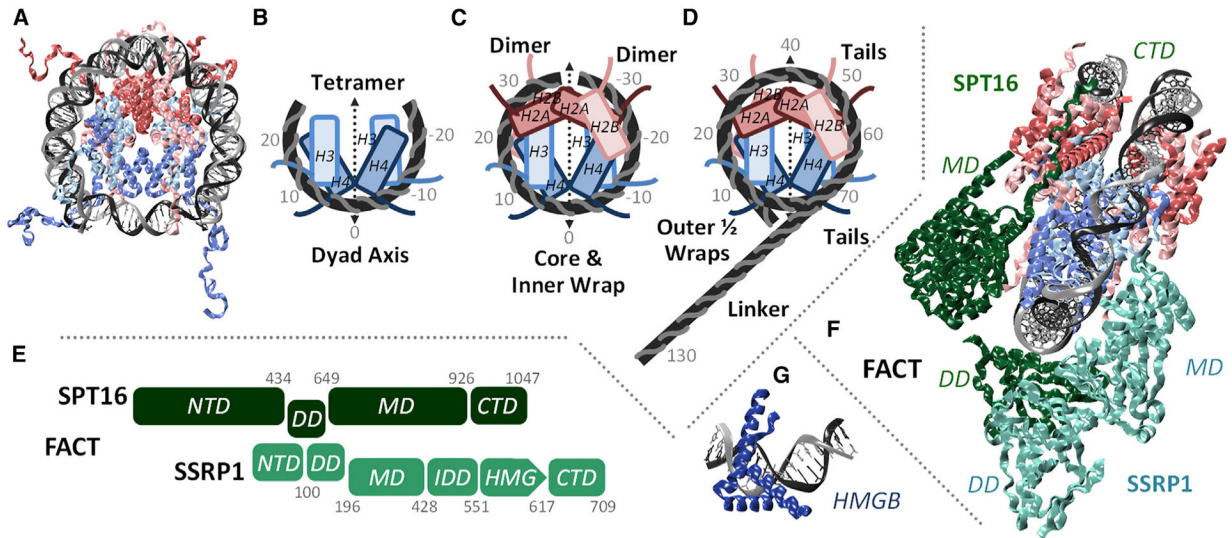 A
B
Tetramer
H3
H3
H4
H4
20
-20
10
-10
0
Dyad Axis
C
Dimer
Dimer
30
-30
H2B
H2A
H2A
H2B
20
-20
H3
H3
H4
H4
10
-10
0
Core &
Inner Wrap
D
40
Tails
30
50
H2B
H2A
H2A
H2B
20
60
H3
H3
H4
H4
10
70
Outer ½
Wraps
Tails
Linker
130
E
434
649
926
1047
SPT16
NTD
DD
MD
CTD
FACT
SSRP1
NTD
DD
MD
IDD
HMG
CTD
100
196
428
551
617
709
CTD
SPT16
MD
F
FACT
DD
MD
DD
SSRP1
G
HMGB